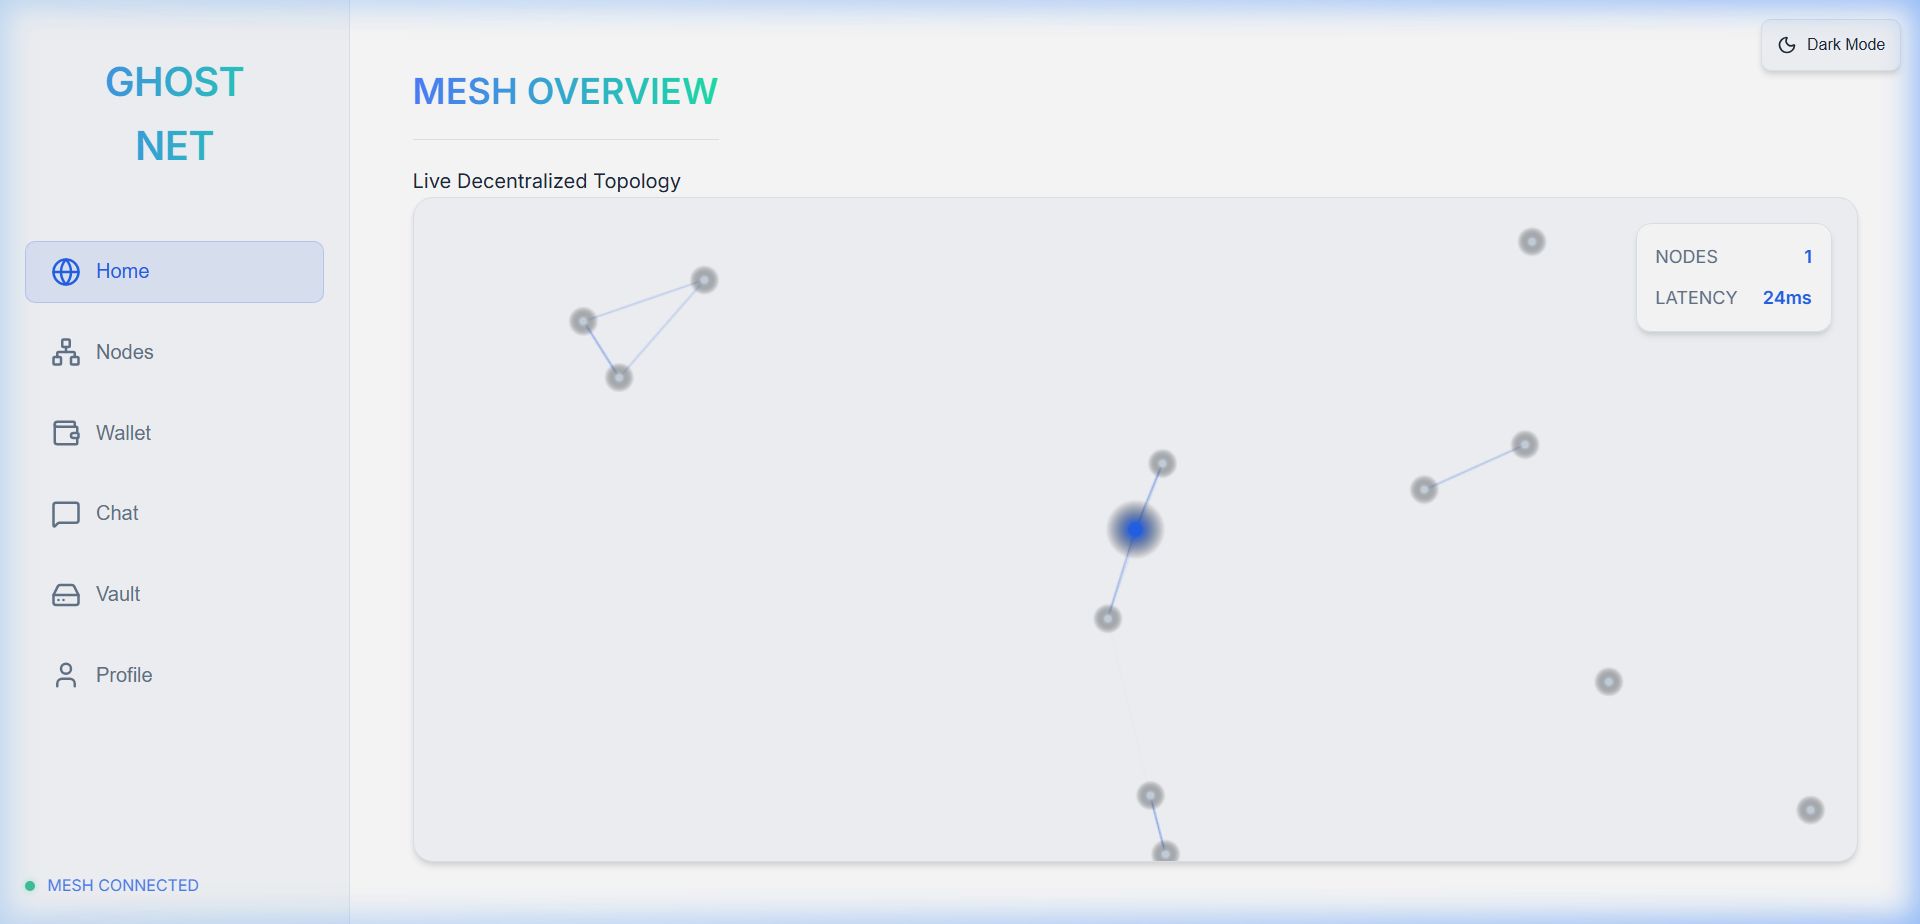 GHOST
NET
Home
Nodes
Wallet
Chat
Vault
Profile
MESH CONNECTED
Dark Mode
MESH OVERVIEW
Live Decentralized Topology
NODES 1
LATENCY 24ms